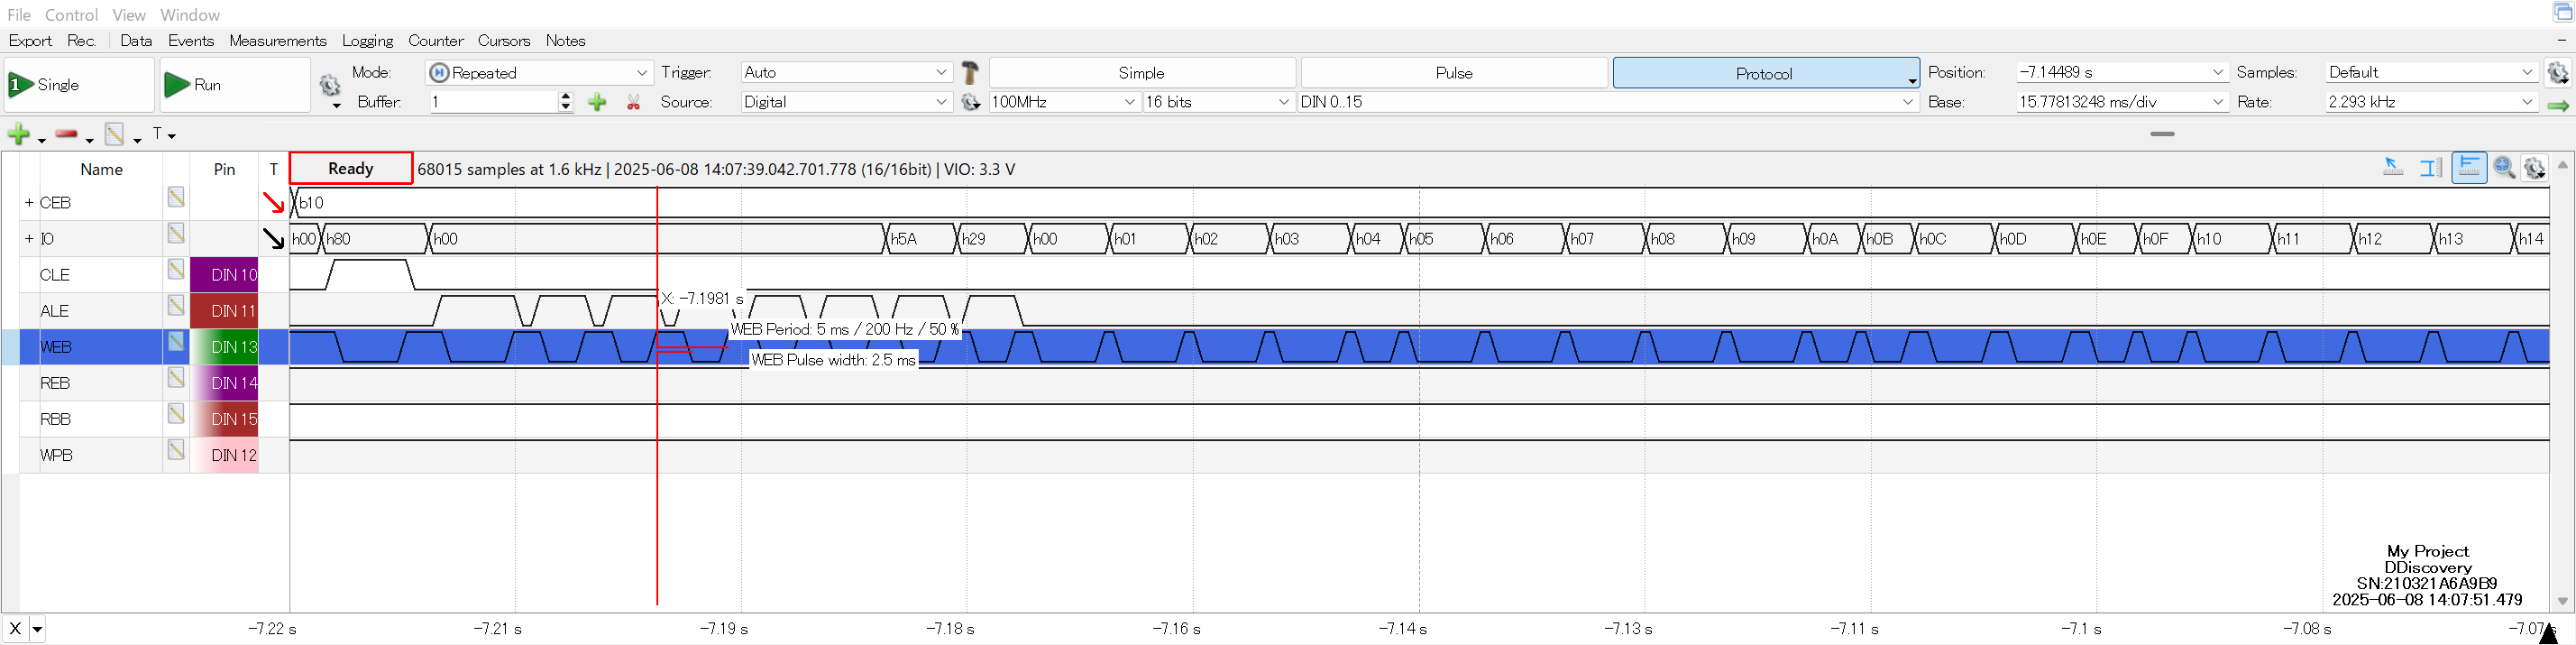 File Control View Window
Export Rec. Data Events Measurements Logging Counter Cursors Sensors Notes
Single Run Mode: Repeated Trigger: Auto Simple Pulse Protocol Position: -7.14489 s Samples: Default
Buffer: 1 Source: Digital 100MHz 16 bits DIN 0..15 Base: 15.77813248 ms/div Rate: 2.293 kHz
T
Name Pin T Ready 68015 samples at 1.6 kHz | 2025-06-08 14:07:39.042.701.778 (16/16bit) | VIO: 3.3 V
+ CEB b10
+ IO h00 h80 h00 h5A h29 h00 h01 h02 h03 h04 h05 h06 h07 h08 h09 h0A h0B h0C h0D h0E h0F h10 h11 h12 h13 h14
CLE DIN 10
X: -7.1981 s
ALE DIN 11
WEB Period: 5 ms / 200 Hz / 50 %
WEB DIN 13
WEB Pulse width: 2.5 ms
REB DIN 14
RBB DIN 15
WPB DIN 12
My Project
DDiscovery
SN:210321A6A9B9
2025-06-08 14:07:51.479
X -7.22 s -7.21 s -7.19 s -7.18 s -7.16 s -7.14 s -7.13 s -7.11 s -7.1 s -7.08 s -7.07 s